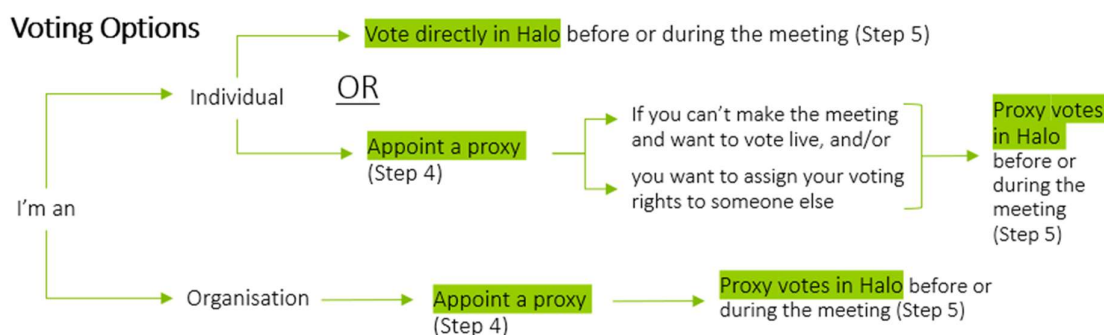 Voting Options
Vote directly in Halo before or during the meeting (Step 5)
Individual
OR
Appoint a proxy
(Step 4)
If you can't make the meeting
and want to vote live, and/or
you want to assign your voting
rights to someone else
Proxy votes
in Halo
before or
during the
meeting
(Step 5)
I'm an
Organisation
Appoint a proxy
(Step 4)
Proxy votes in Halo before or
during the meeting (Step 5)